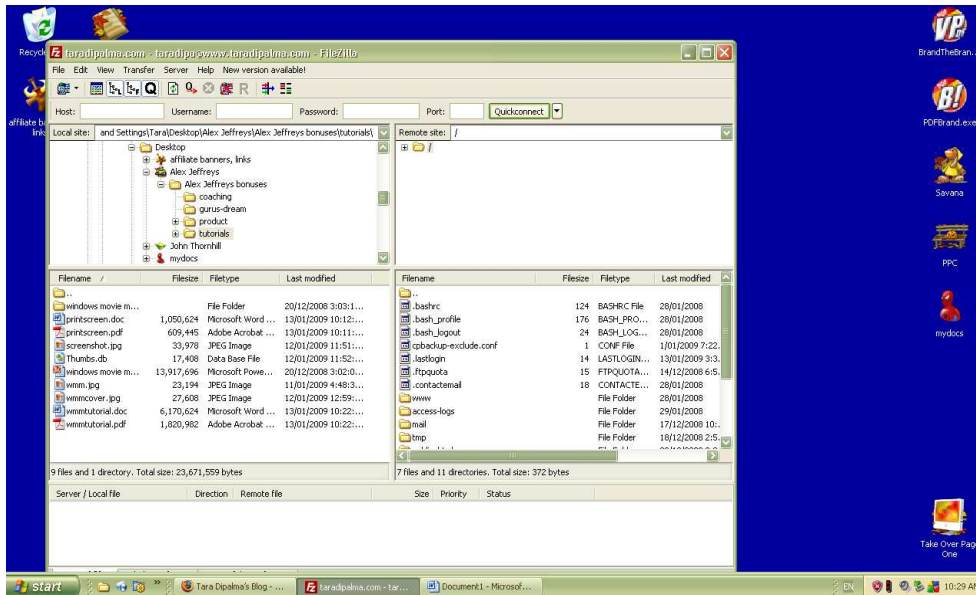 Recycle
BrandTheBran...
taradipalma.com - taradipa@www.taradipalma.com - FileZilla
File Edit View Transfer Server Help New version available!
Host: Username: Password: Port: Quickconnect
affiliate
link
PDFBrand.exe
Local site: and Settings\Tara\Desktop\Alex Jeffreys\Alex Jeffreys bonuses\tutorials\
Remote site: /
Desktop
affiliate banners, links
Alex Jeffreys
Alex Jeffreys bonuses
coaching
gurus-dream
product
tutorials
John Thornhill
mydocs
/
Savana
PPC
mydocs
Filename Filesize Filetype Last modified
..
windows movie m... File Folder 20/12/2008 3:03:1...
printscreen.doc 1,050,624 Microsoft Word ... 13/01/2009 10:12:...
printscreen.pdf 609,445 Adobe Acrobat ... 13/01/2009 10:11:...
screenshot.jpg 33,978 JPEG Image 12/01/2009 11:51:...
Thumbs.db 17,408 Data Base File 12/01/2009 11:52:...
windows movie m... 13,917,696 Microsoft Powe... 20/12/2008 3:02:0...
wmm.jpg 23,194 JPEG Image 11/01/2009 4:48:3...
wmmcover.jpg 27,608 JPEG Image 12/01/2009 12:59:...
wmmtutorial.doc 6,170,624 Microsoft Word ... 13/01/2009 10:22:...
wmmtutorial.pdf 1,820,982 Adobe Acrobat ... 13/01/2009 10:22:...
9 files and 1 directory. Total size: 23,671,559 bytes
Filename Filesize Filetype Last modified
..
.bashrc 124 BASHRC File 28/01/2008
.bash_profile 176 BASH_PRO... 28/01/2008
.bash_logout 24 BASH_LOG... 28/01/2008
cpbackup-exclude.conf 1 CONF File 1/01/2009 7:22.
.lastlogin 14 LASTLOGIN... 13/01/2009 3:3.
.ftpquota 15 FTPQUOTA... 14/12/2008 6:5.
.contactemail 18 CONTACTE... 28/01/2008
www File Folder 28/01/2008
access-logs File Folder 29/01/2008
mail File Folder 17/12/2008 10:.
tmp File Folder 18/12/2008 2:5.
7 files and 11 directories. Total size: 372 bytes
Server / Local file Direction Remote file Size Priority Status
Take Over Page
One
start
Tara Dipalma's Blog - ...
taradipalma.com - tar...
Document1 - Microsof...
EN
10:29 AM